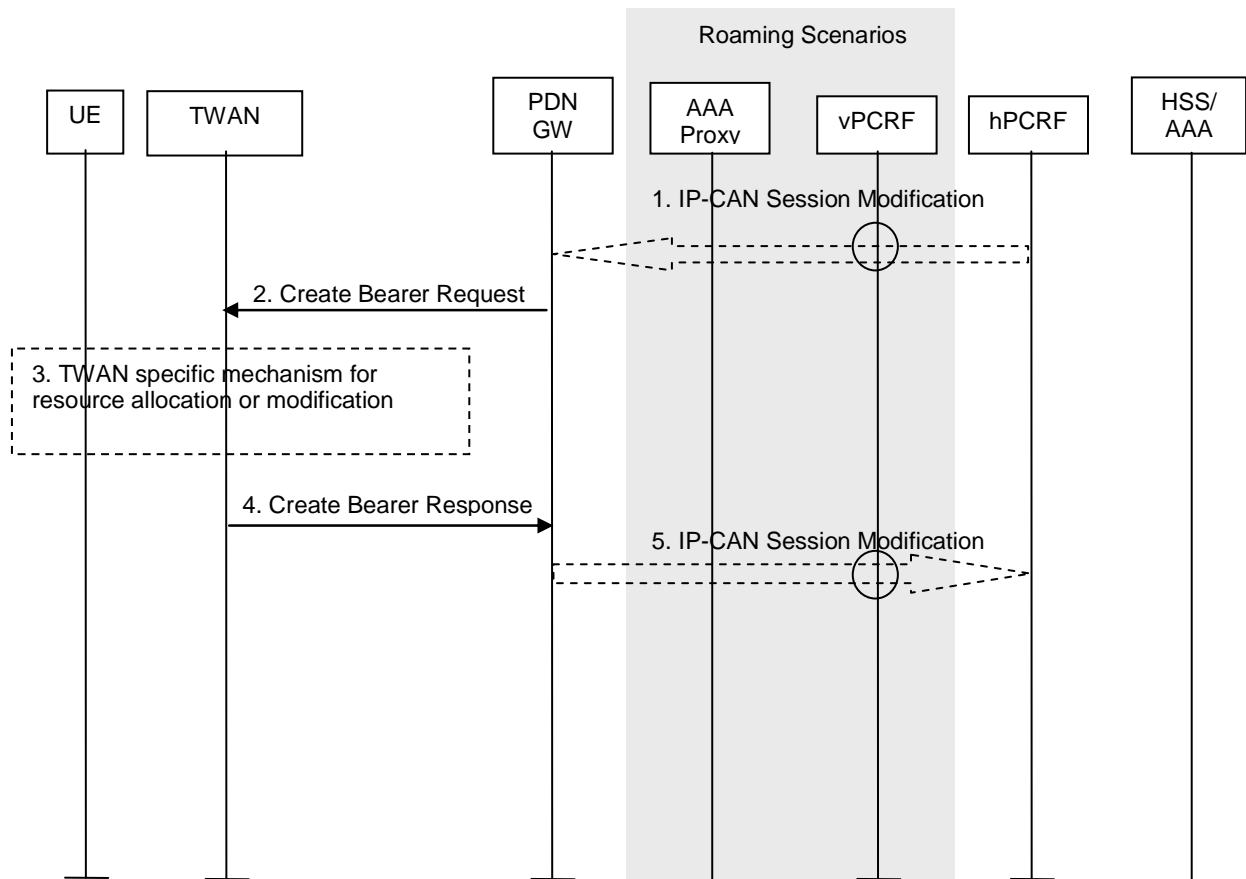 Roaming Scenarios
UE
TWAN
PDN
GW
AAA
Proxy
vPCRF
hPCRF
HSS/
AAA
1. IP-CAN Session Modification
2. Create Bearer Request
3. TWAN specific mechanism for
resource allocation or modification
4. Create Bearer Response
5. IP-CAN Session Modification